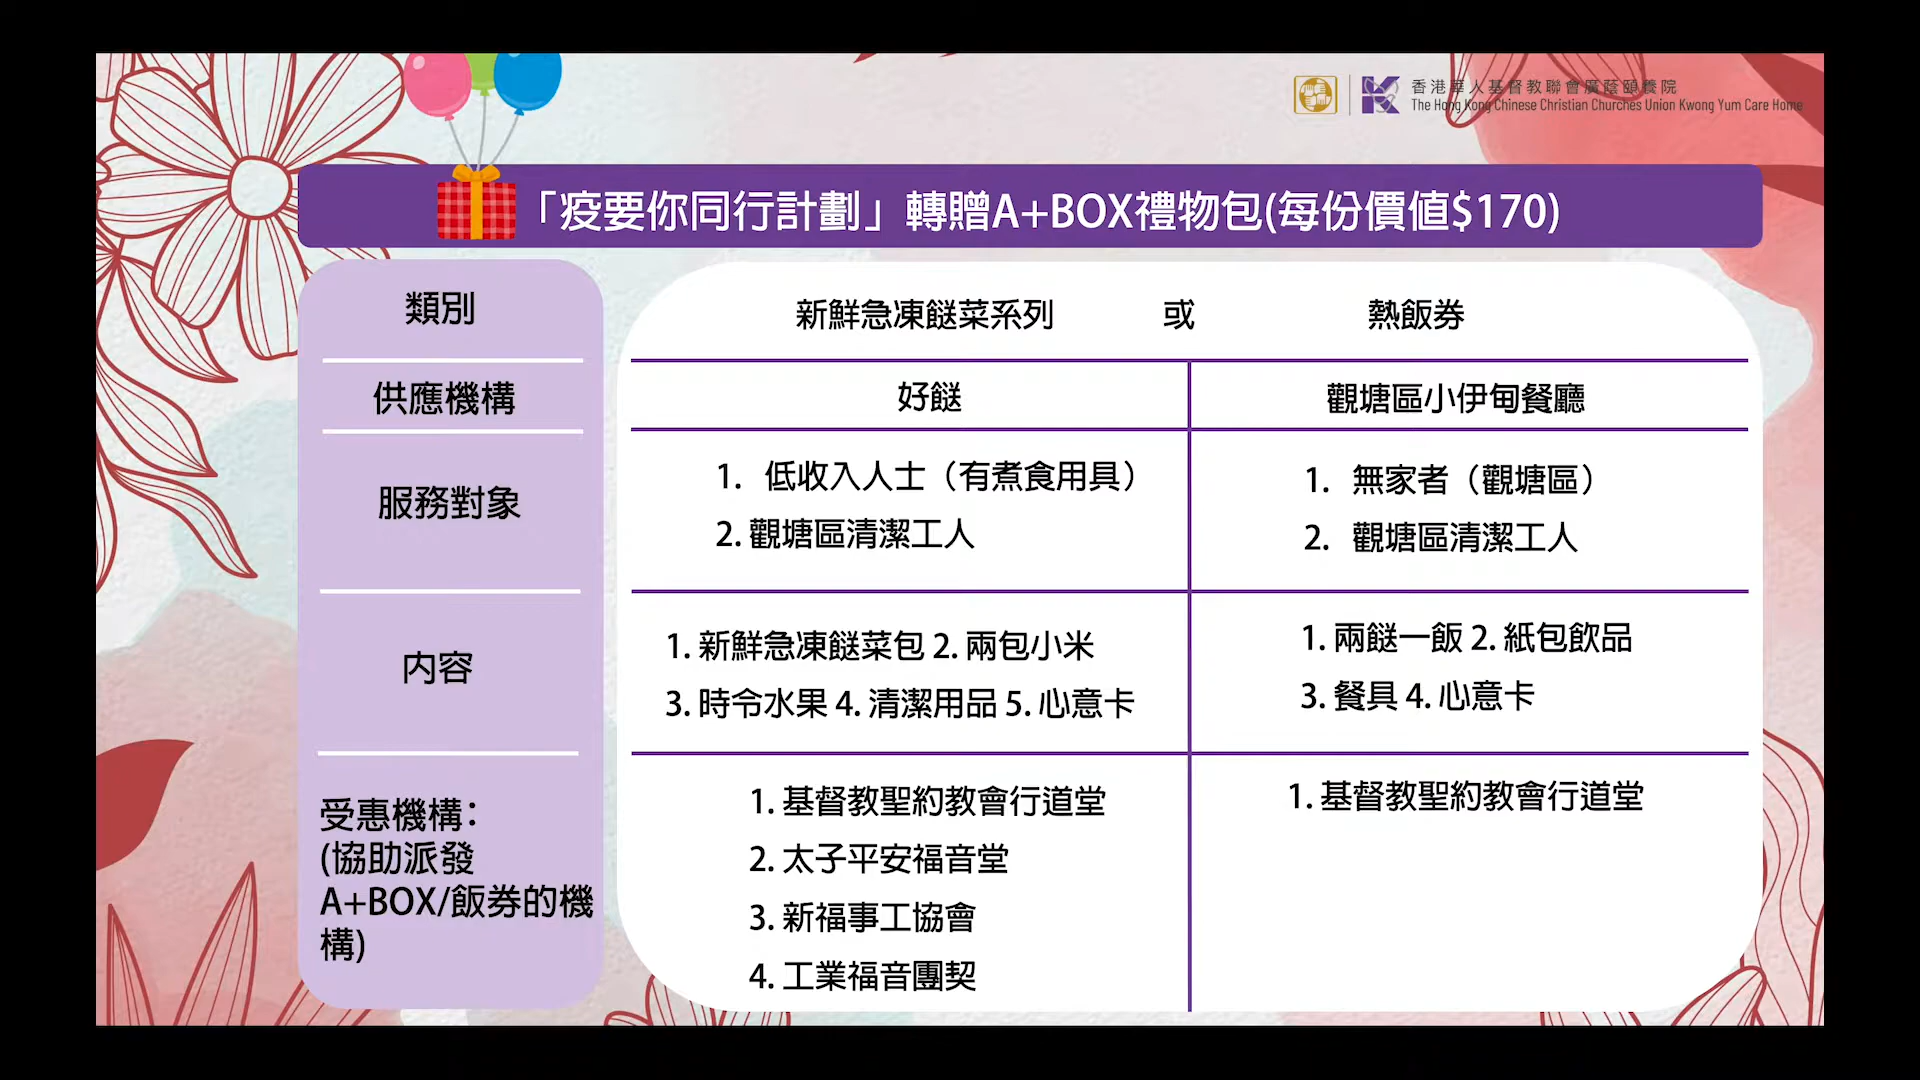 香港華人基督教聯會廣蔭頤養院
The Hong Kong Chinese Christian Churches Union Kwong Yum Care Home
「疫要你同行計劃」轉贈A+BOX禮物包(每份價值$170)
類別
新鮮急凍餸菜系列 或 熱飯券
供應機構
好餸
觀塘區小伊甸餐廳
服務對象
1. 低收入人士（有煮食用具）
2. 觀塘區清潔工人
1. 無家者（觀塘區）
2. 觀塘區清潔工人
內容
1. 新鮮急凍餸菜包 2. 兩包小米
3. 時令水果 4. 清潔用品 5. 心意卡
1. 兩餸一飯 2. 紙包飲品
3. 餐具 4. 心意卡
受惠機構：
(協助派發
A+BOX/飯券的機
構)
1. 基督教聖約教會行道堂
2. 太子平安福音堂
3. 新福事工協會
4. 工業福音團契
1. 基督教聖約教會行道堂